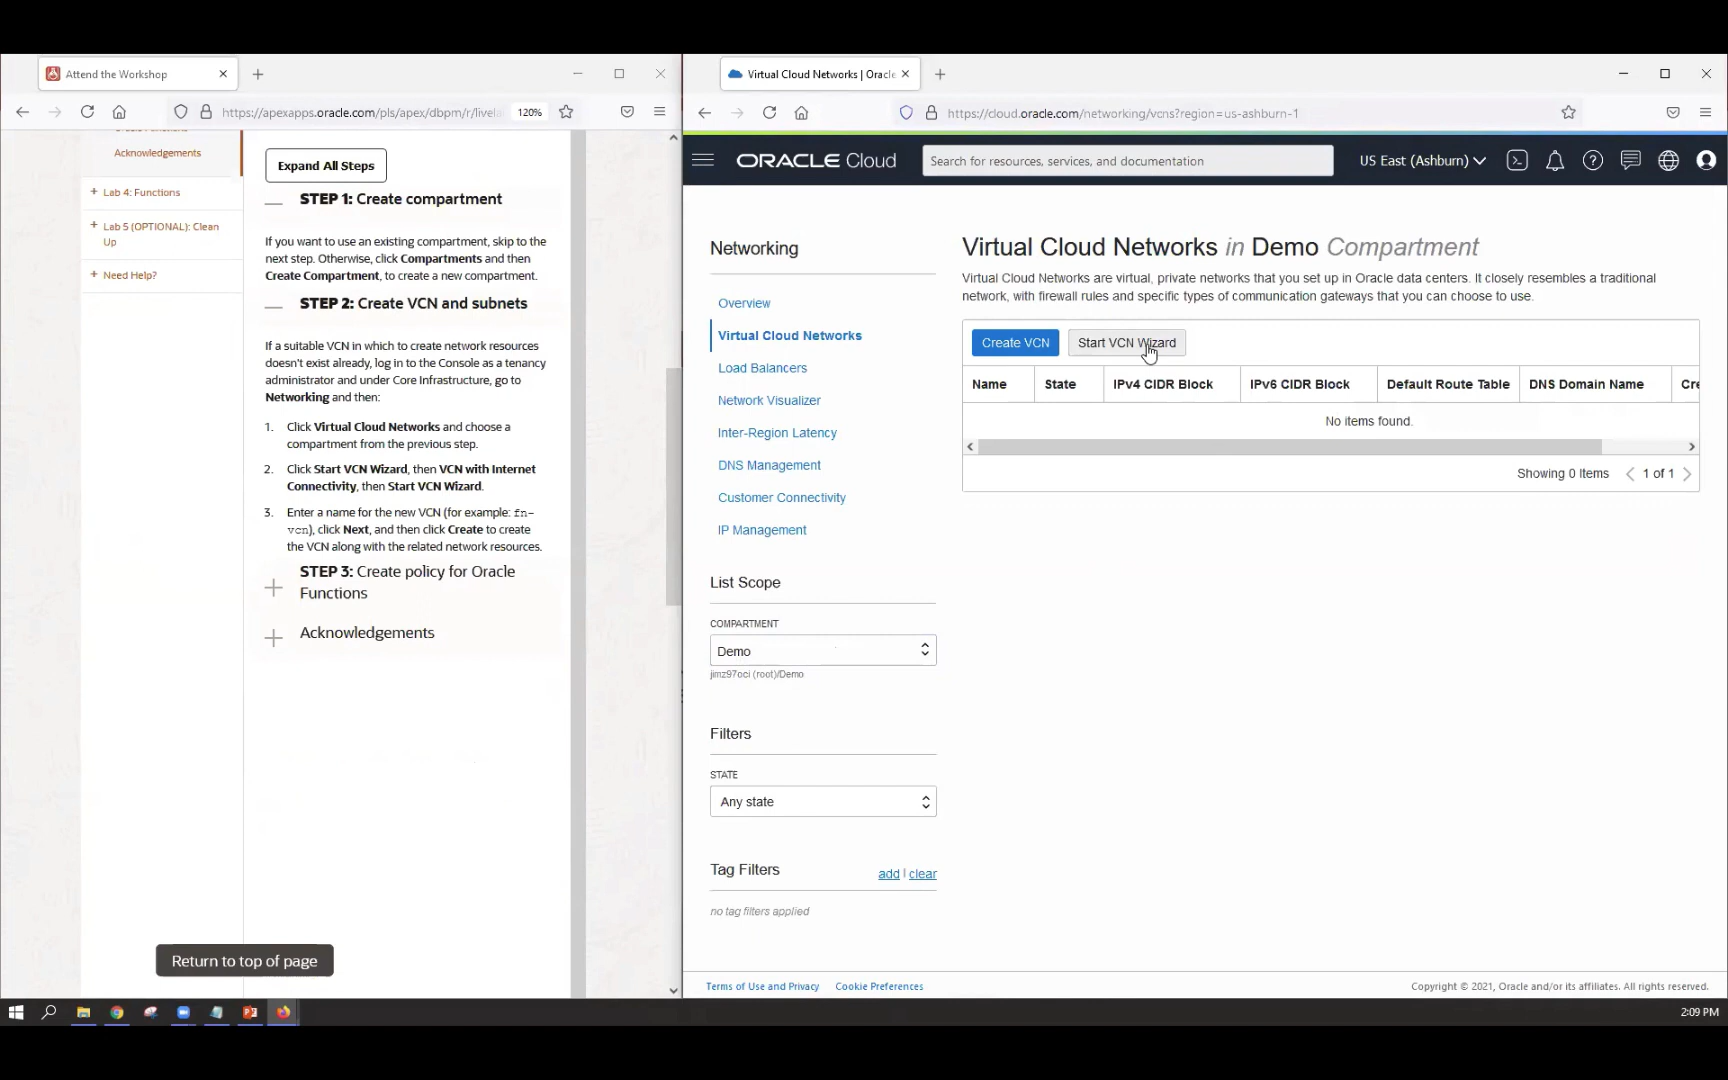 Attend the Workshop
https://apexapps.oracle.com/pls/apex/dbpm/r/livela
120%
Acknowledgements
Lab 4: Functions
Lab 5 (OPTIONAL): Clean
Up
Need Help?
Expand All Steps
STEP 1: Create compartment
If you want to use an existing compartment, skip to the
next step. Otherwise, click Compartments and then
Create Compartment, to create a new compartment.
STEP 2: Create VCN and subnets
If a suitable VCN in which to create network resources
doesn't exist already, log in to the Console as a tenancy
administrator and under Core Infrastructure, go to
Networking and then:
1. Click Virtual Cloud Networks and choose a
compartment from the previous step.
2. Click Start VCN Wizard, then VCN with Internet
Connectivity, then Start VCN Wizard.
3. Enter a name for the new VCN (for example: fn-
vcn), click Next, and then click Create to create
the VCN along with the related network resources.
STEP 3: Create policy for Oracle
Functions
Acknowledgements
Return to top of page
Virtual Cloud Networks | Oracle
https://cloud.oracle.com/networking/vcns?region=us-ashburn-1
ORACLE Cloud
Search for resources, services, and documentation
US East (Ashburn)
Networking
Overview
Virtual Cloud Networks
Load Balancers
Network Visualizer
Inter-Region Latency
DNS Management
Customer Connectivity
IP Management
List Scope
COMPARTMENT
Demo
jimz97oci (root)/Demo
Filters
STATE
Any state
Tag Filters
add | clear
no tag filters applied
Virtual Cloud Networks in Demo Compartment
Virtual Cloud Networks are virtual, private networks that you set up in Oracle data centers. It closely resembles a traditional
network, with firewall rules and specific types of communication gateways that you can choose to use.
Create VCN Start VCN Wizard
Name State IPv4 CIDR Block IPv6 CIDR Block Default Route Table DNS Domain Name Cre
No items found.
Showing 0 Items 1 of 1
Terms of Use and Privacy Cookie Preferences
Copyright © 2021, Oracle and/or its affiliates. All rights reserved.
2:09 PM